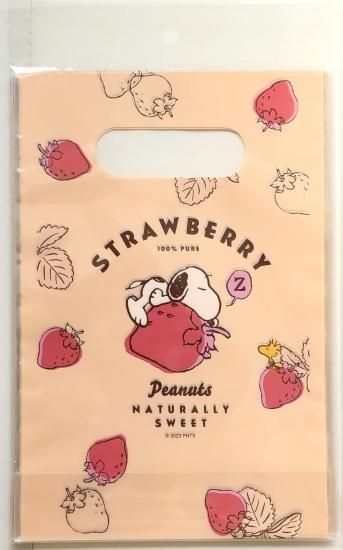 STRAWBERRY
100% PURE
Z
Peanuts
NATURALLY
SWEET
© 2023 PNTS